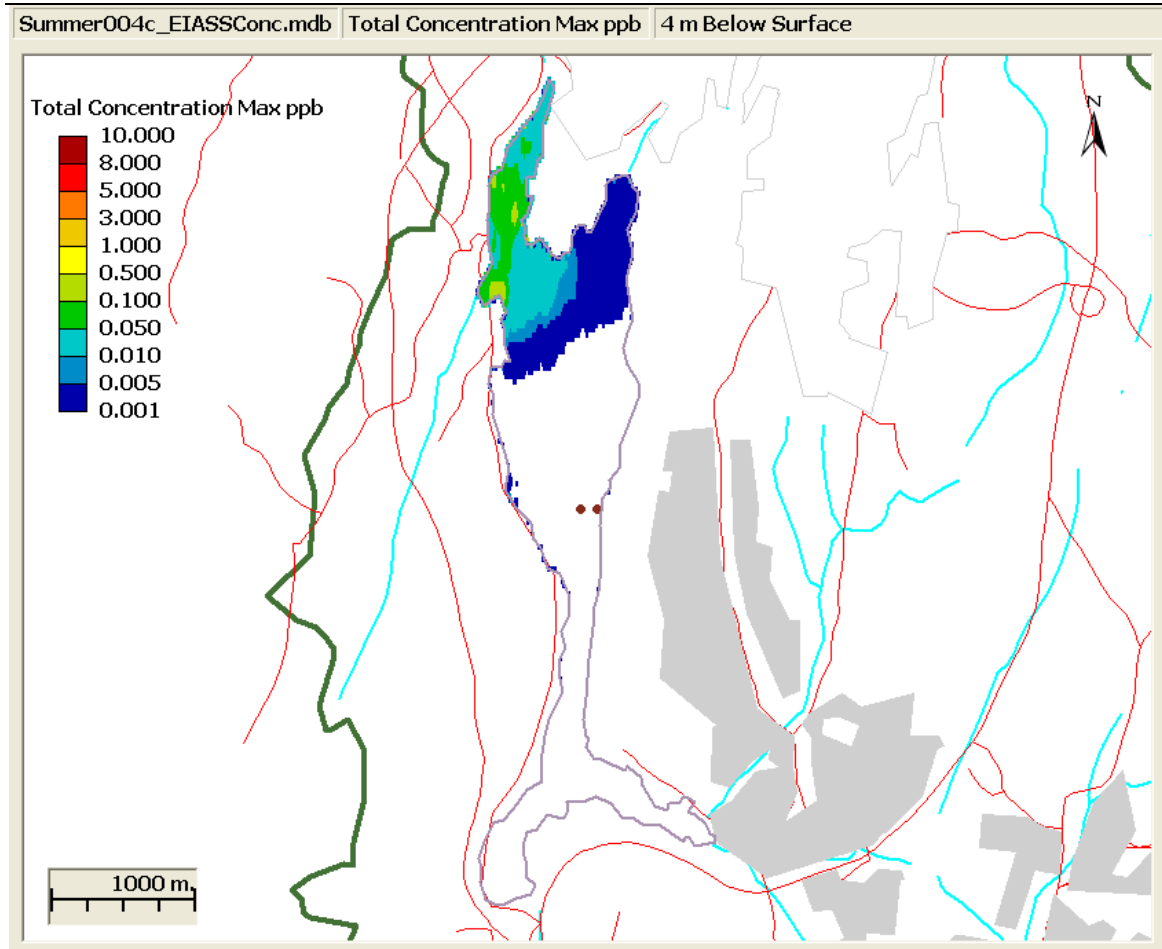 Summer004c_EIASSConc.mdb Total Concentration Max ppb 4 m Below Surface
Total Concentration Max ppb
10.000
8.000
5.000
3.000
1.000
0.500
0.100
0.050
0.010
0.005
0.001
N
1000 m.